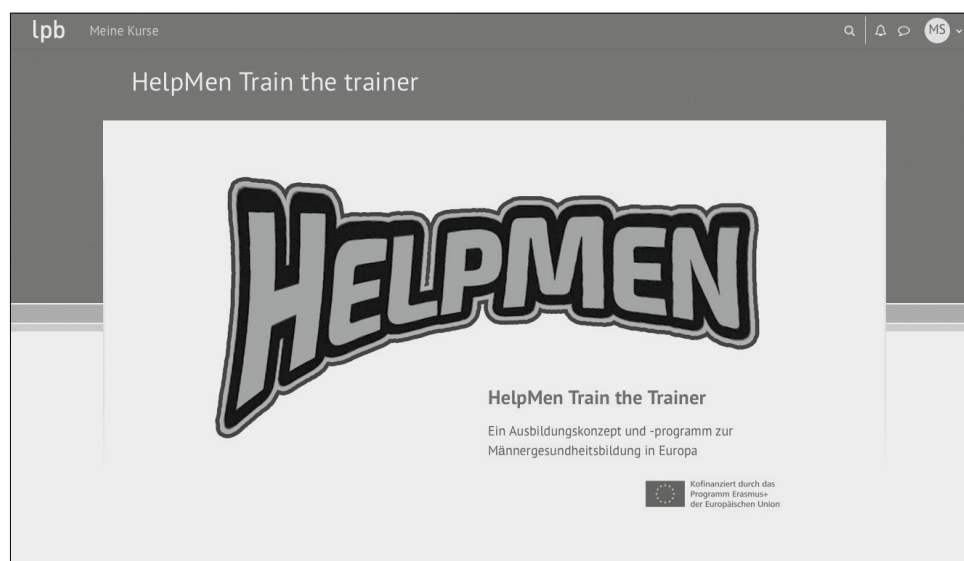 lpb Meine Kurse MS
HelpMen Train the trainer
HELPMEN
HelpMen Train the Trainer
Ein Ausbildungskonzept und -programm zur
Männergesundheitsbildung in Europa
Kofinanziert durch das
Programm Erasmus+
der Europäischen Union